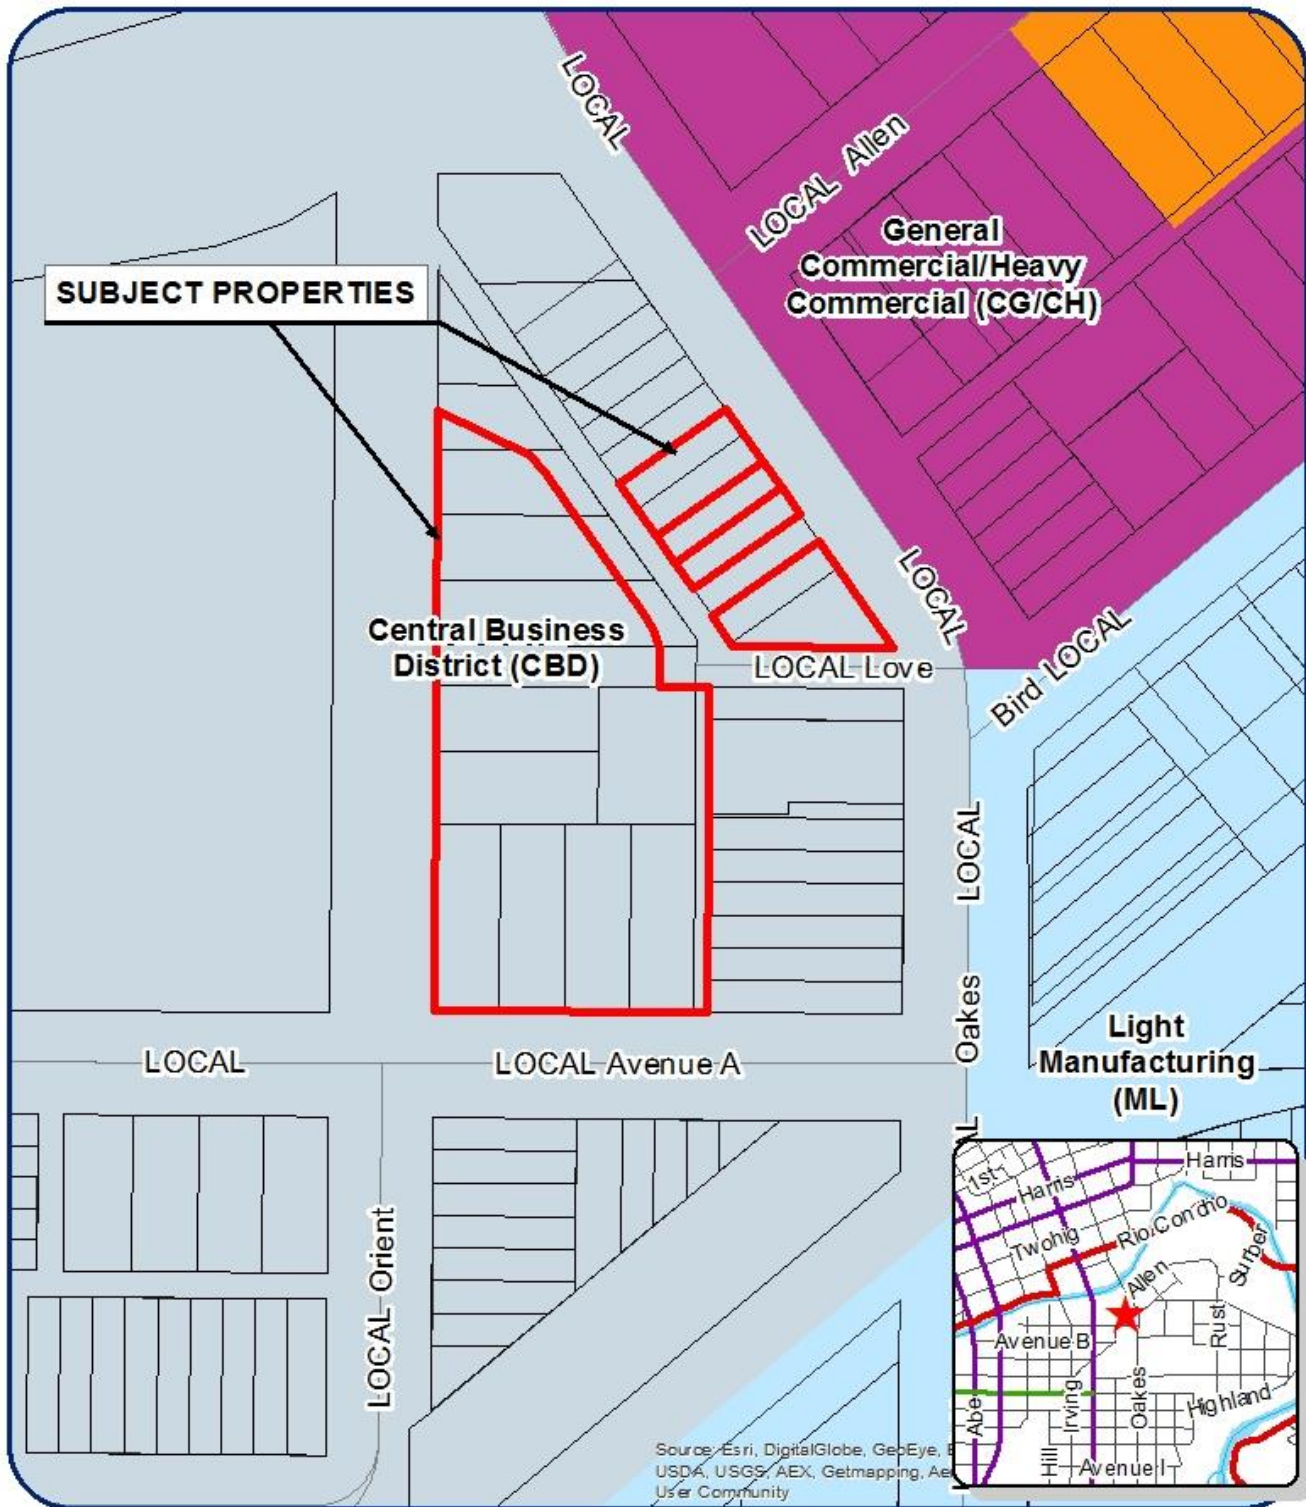 LOCAL
LOCAL Allen
General
Commercial/Heavy
Commercial (CG/CH)
SUBJECT PROPERTIES
LOCAL
Central Business
District (CBD)
LOCAL Love
Bird LOCAL
LOCAL
Oakes
Light
Manufacturing
(ML)
LOCAL
LOCAL Avenue A
LOCAL Orient
Harris
1st
Harris
Rio Concho
Twohig
Surber
Allen
Rust
Avenue B
Oakes
Irving
Abe
Highland
Hill
Avenue I
Source: Esri, DigitalGlobe, GeoEye,
USDA, USGS, AEX, Getmapping,
User Community